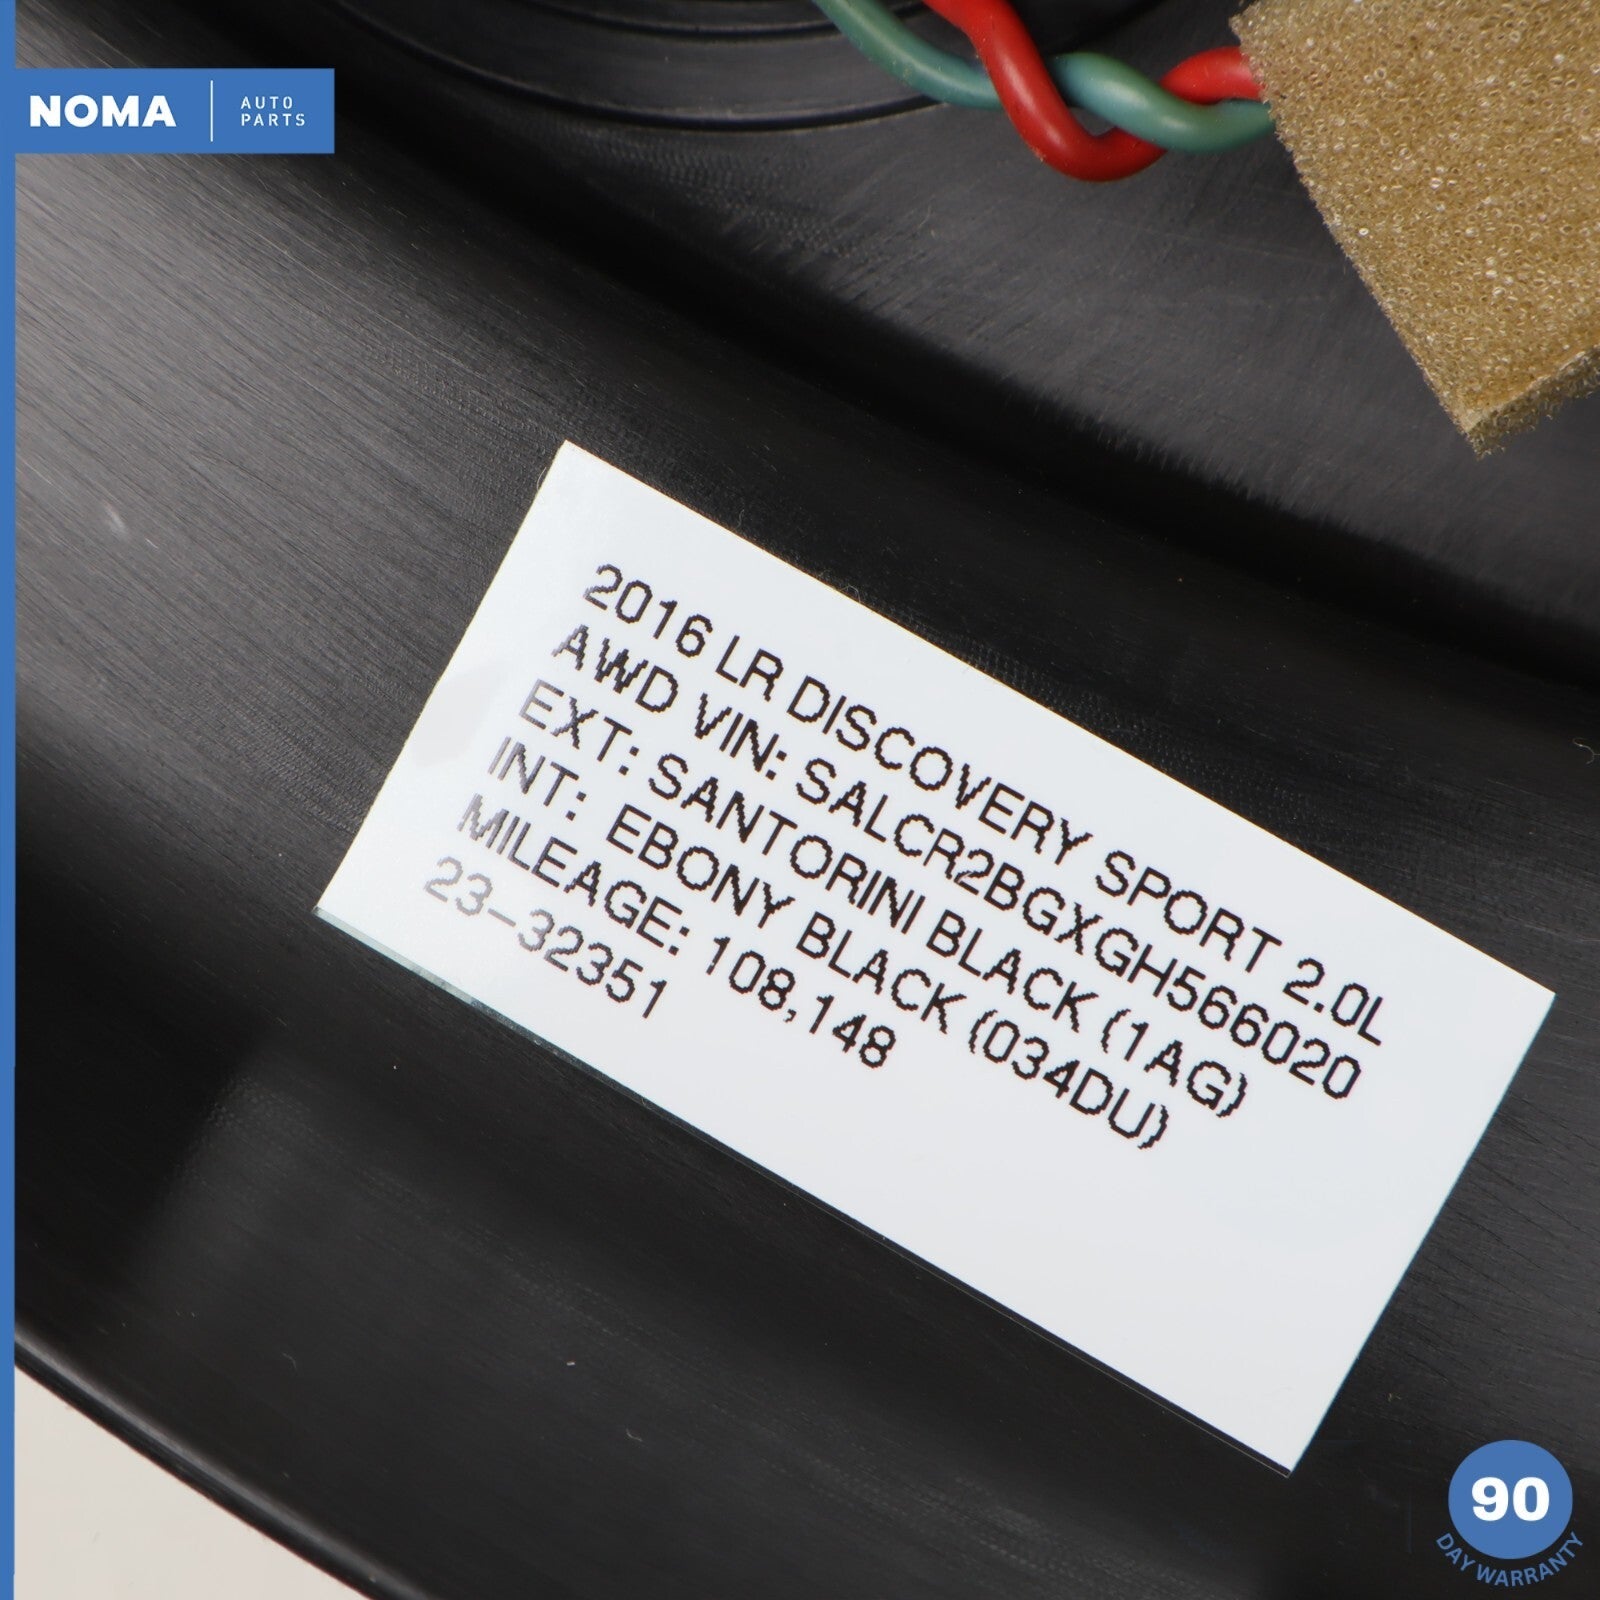 NOMA
AUTO
PARTS
2016 LR DISCOVERY SPORT 2.0L
AWD VIN: SALCR2BGXGH566020
EXT: SANTORINI BLACK (1AG)
INT: EBONY BLACK (034DU)
MILEAGE: 108,148
23-32351
90
DAY WARRANTY